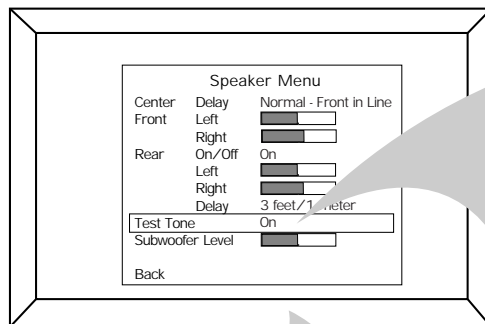 Speaker Menu
Center Delay Normal - Front in Line
Front Left
Right
Rear On/Off On
Left
Right
Delay 3 feet/1 meter
Test Tone On
Subwoofer Level
Back